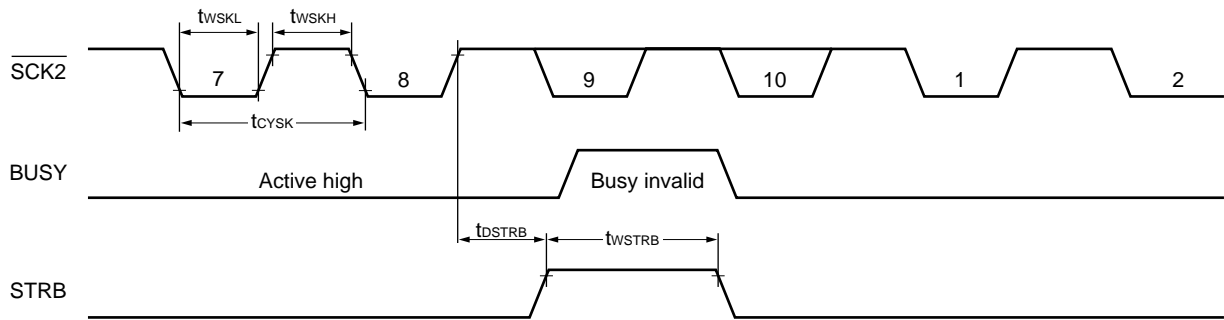 tWSKL tWSKH
SCK2 7 8 9 10 1 2
tCYSK
BUSY Active high Busy invalid
tDSTRB tWSTRB
STRB